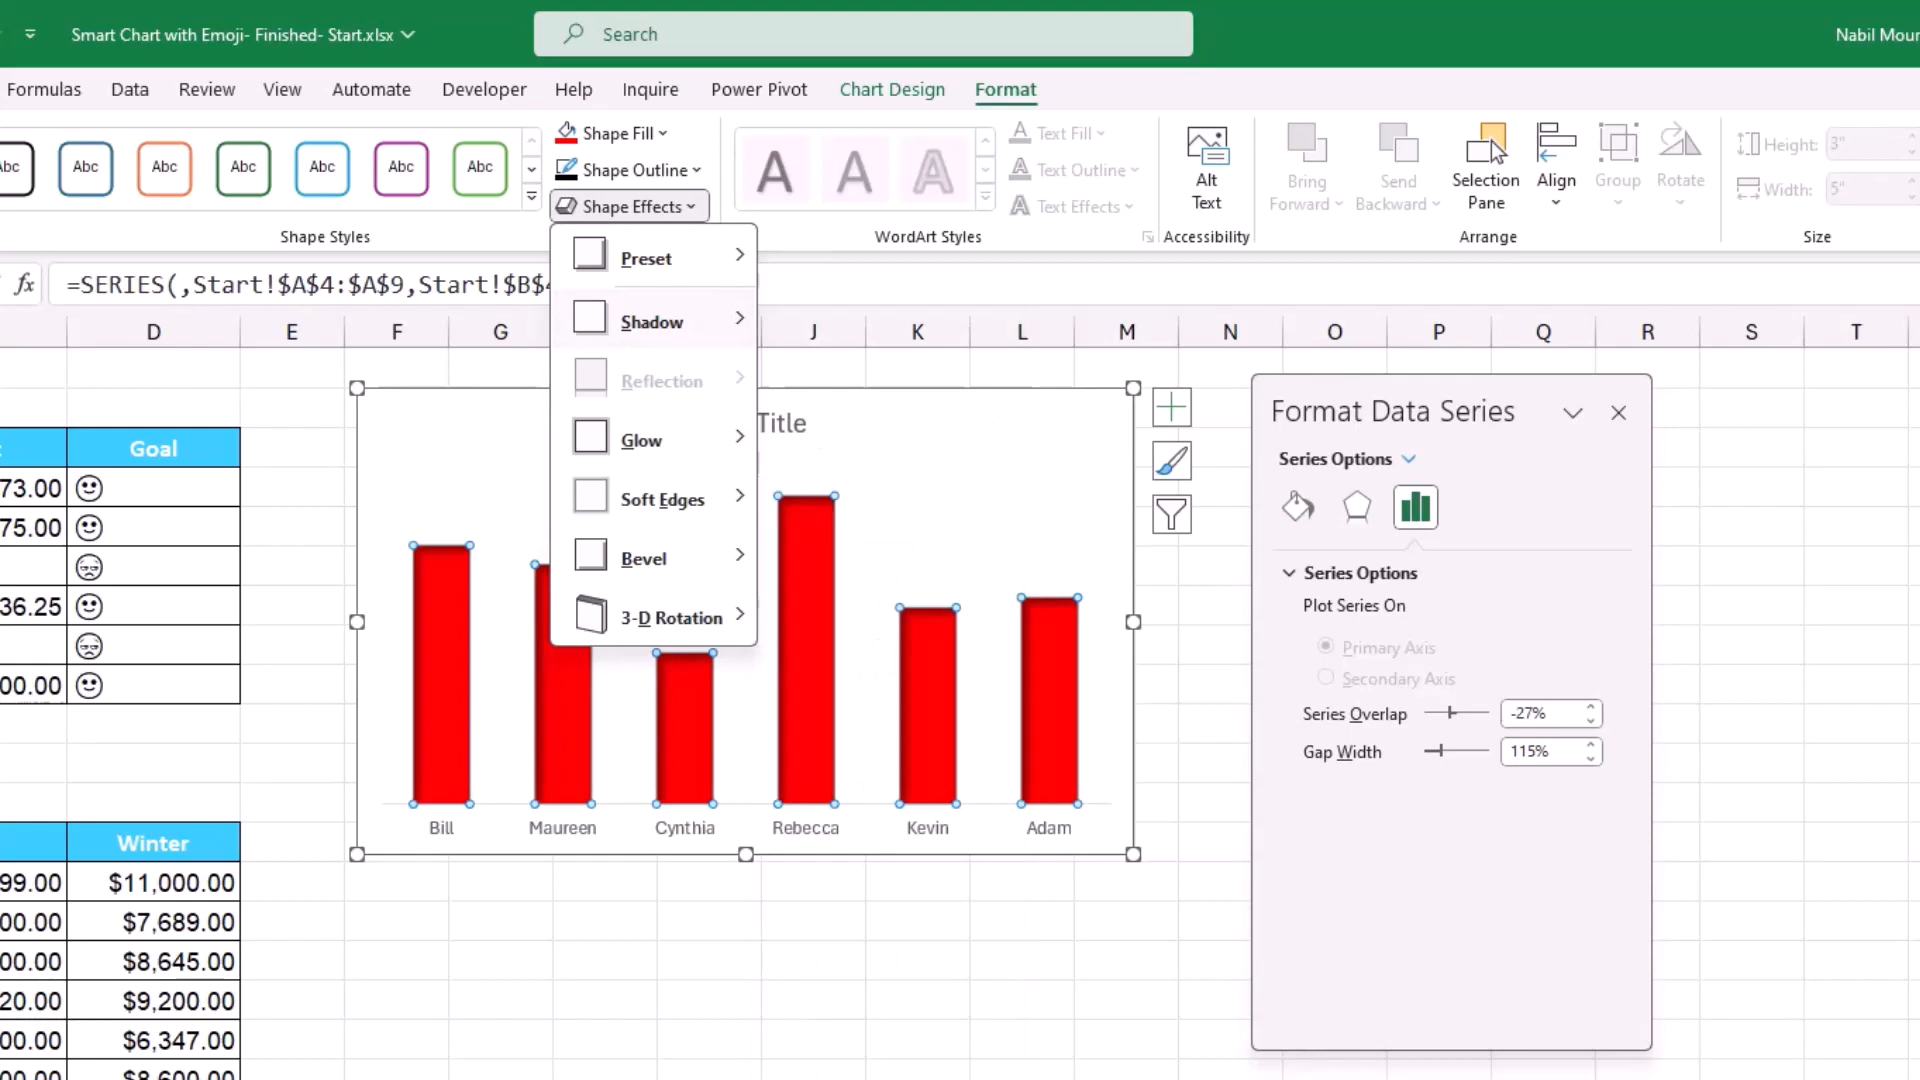 Smart Chart with Emoji- Finished- Start.xlsx
Search
Nabil Mour
Formulas Data Review View Automate Developer Help Inquire Power Pivot Chart Design Format
Abc Abc Abc Abc Abc Abc Abc
Shape Fill
Shape Outline
Shape Effects
Shape Styles
A A A
Text Fill
Text Outline
Text Effects
WordArt Styles
Alt
Text
Accessibility
Bring
Forward
Send
Backward
Selection
Pane
Align
Group
Rotate
Arrange
Height: 3"
Width: 5"
Size
fx =SERIES(,Start!$A$4:$A$9,Start!$B$
Preset
Shadow
Reflection
Glow
Soft Edges
Bevel
3-D Rotation
D E F G J K L M N O P Q R S T
Goal
73.00
75.00
36.25
00.00
Winter
99.00 $11,000.00
00.00 $7,689.00
00.00 $8,645.00
20.00 $9,200.00
00.00 $6,347.00
00.00 $8,600.00
Title
Bill Maureen Cynthia Rebecca Kevin Adam
Format Data Series
Series Options
Series Options
Plot Series On
Primary Axis
Secondary Axis
Series Overlap -27%
Gap Width 115%